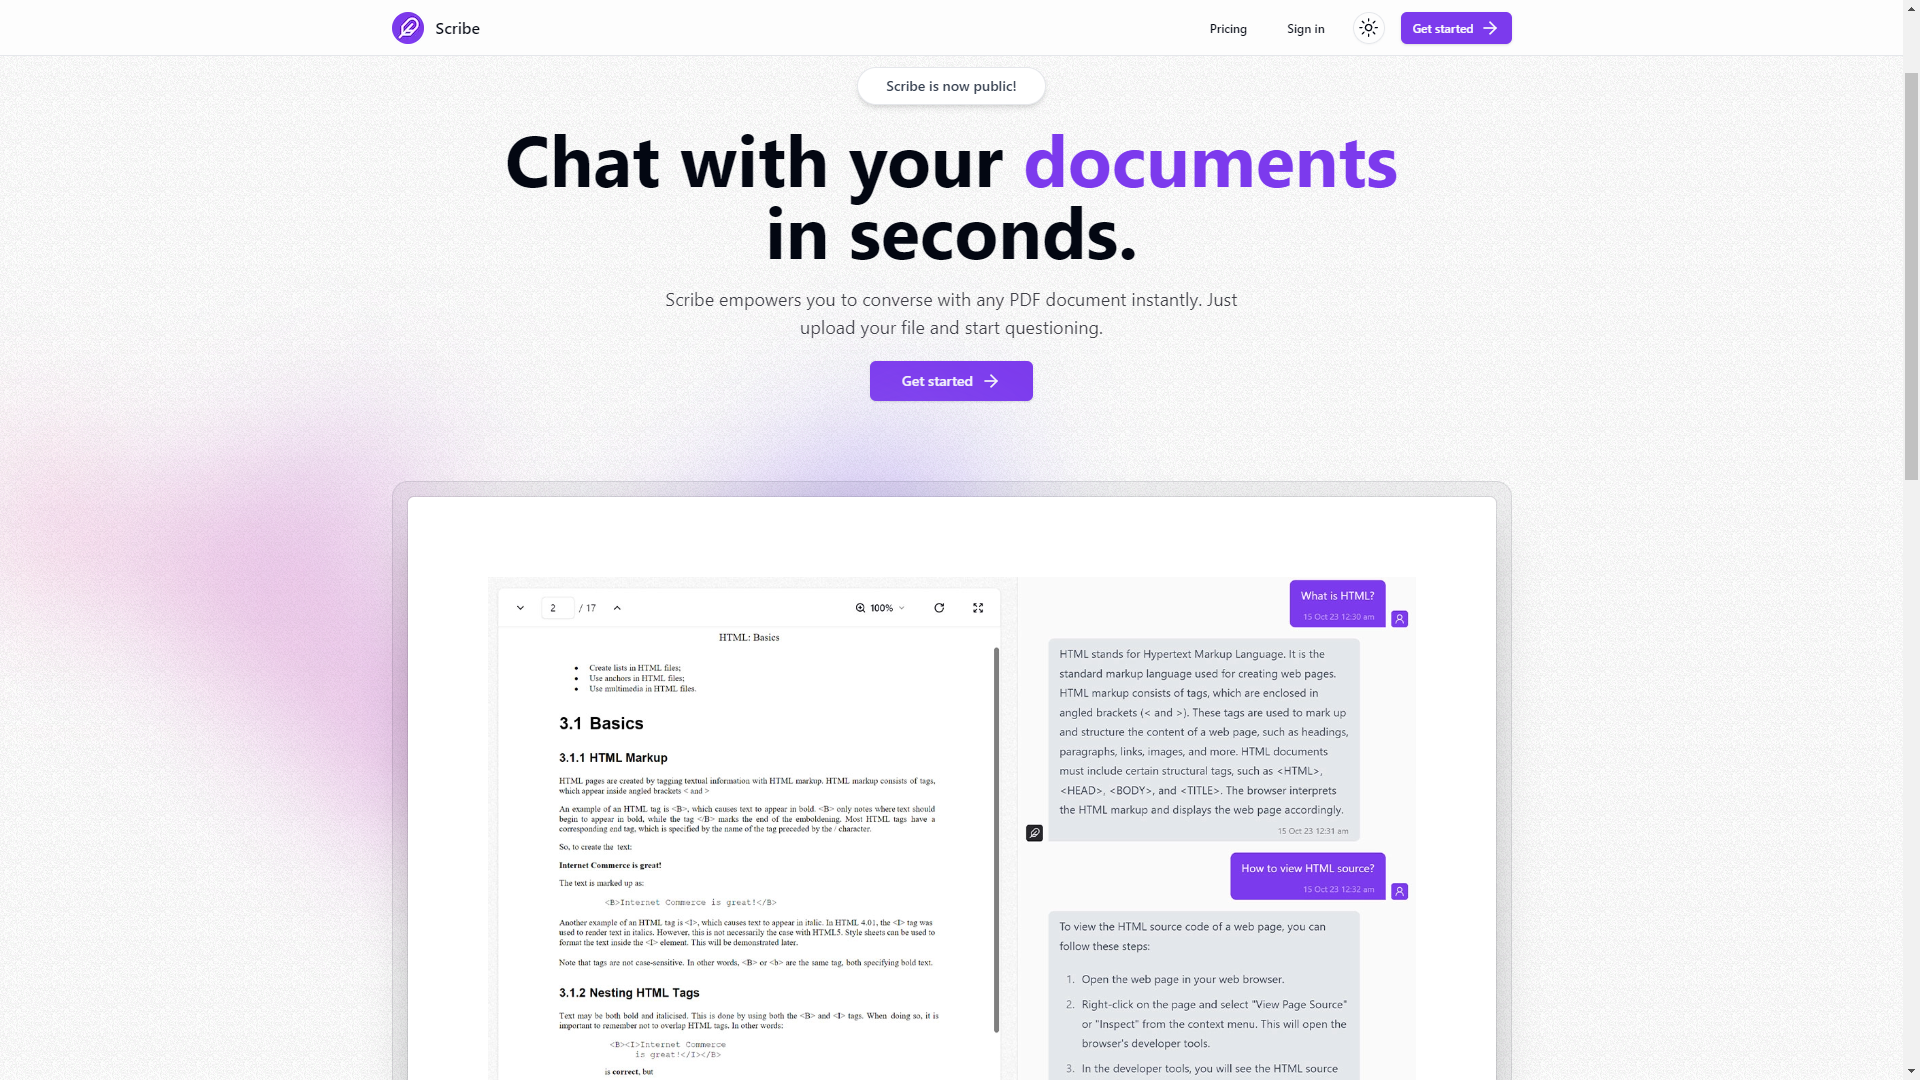 Scribe
Pricing
Sign in
Get started
Scribe is now public!
Chat with your documents
in seconds.
Scribe empowers you to converse with any PDF document instantly. Just
upload your file and start questioning.
Get started
2 / 17
100%
HTML: Basics
• Create lists in HTML files;
• Use anchors in HTML files;
• Use multimedia in HTML files.
3.1 Basics
3.1.1 HTML Markup
HTML pages are created by tagging textual information with HTML markup. HTML markup consists of tags,
which appear inside angled brackets < and >
An example of an HTML tag is <B>, which causes text to appear in bold. <B> only notes where text should
begin to appear in bold, while the tag </B> marks the end of the emboldening. Most HTML tags have a
corresponding end tag, which is specified by the name of the tag preceded by the / character.
So, to create the text:
Internet Commerce is great!
The text is marked up as:
<B>Internet Commerce is great!</B>
Another example of an HTML tag is <I>, which causes text to appear in italic. In HTML 4.01, the <I> tag was
used to render text in italics. However, this is not necessarily the case with HTML5. Style sheets can be used to
format the text inside the <I> element. This will be demonstrated later.
Note that tags are not case-sensitive. In other words, <B> or <b> are the same tag, both specifying bold text.
3.1.2 Nesting HTML Tags
Text may be both bold and italicised. This is done by using both the <B> and <I> tags. When doing so, it is
important to remember not to overlap HTML tags. In other words:
<B><I>Internet Commerce
is great!</I></B>
is correct, but
What is HTML?
15 Oct 23 12:30 am
HTML stands for Hypertext Markup Language. It is the
standard markup language used for creating web pages.
HTML markup consists of tags, which are enclosed in
angled brackets (< and >). These tags are used to mark up
and structure the content of a web page, such as headings,
paragraphs, links, images, and more. HTML documents
must include certain structural tags, such as <HTML>,
<HEAD>, <BODY>, and <TITLE>. The browser interprets
the HTML markup and displays the web page accordingly.
15 Oct 23 12:31 am
How to view HTML source?
15 Oct 23 12:32 am
To view the HTML source code of a web page, you can
follow these steps:
1. Open the web page in your web browser.
2. Right-click on the page and select "View Page Source"
or "Inspect" from the context menu. This will open the
browser's developer tools.
3. In the developer tools, you will see the HTML source